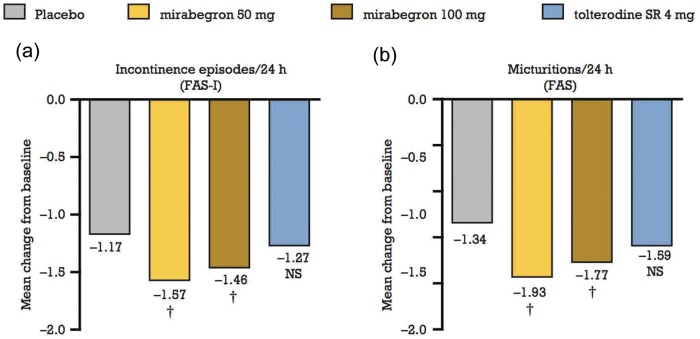 Placebo
mirabegron 50 mg
mirabegron 100 mg
tolterodine SR 4 mg
(a)
Incontinence episodes/24 h
(FAS-I)
Mean change from baseline
0.0
−0.5
−1.0
−1.5
−2.0
−1.17
−1.57
†
−1.46
†
−1.27
NS
(b)
Micturitions/24 h
(FAS)
Mean change from baseline
0.0
−0.5
−1.0
−1.5
−2.0
−1.34
−1.93
†
−1.77
†
−1.59
NS